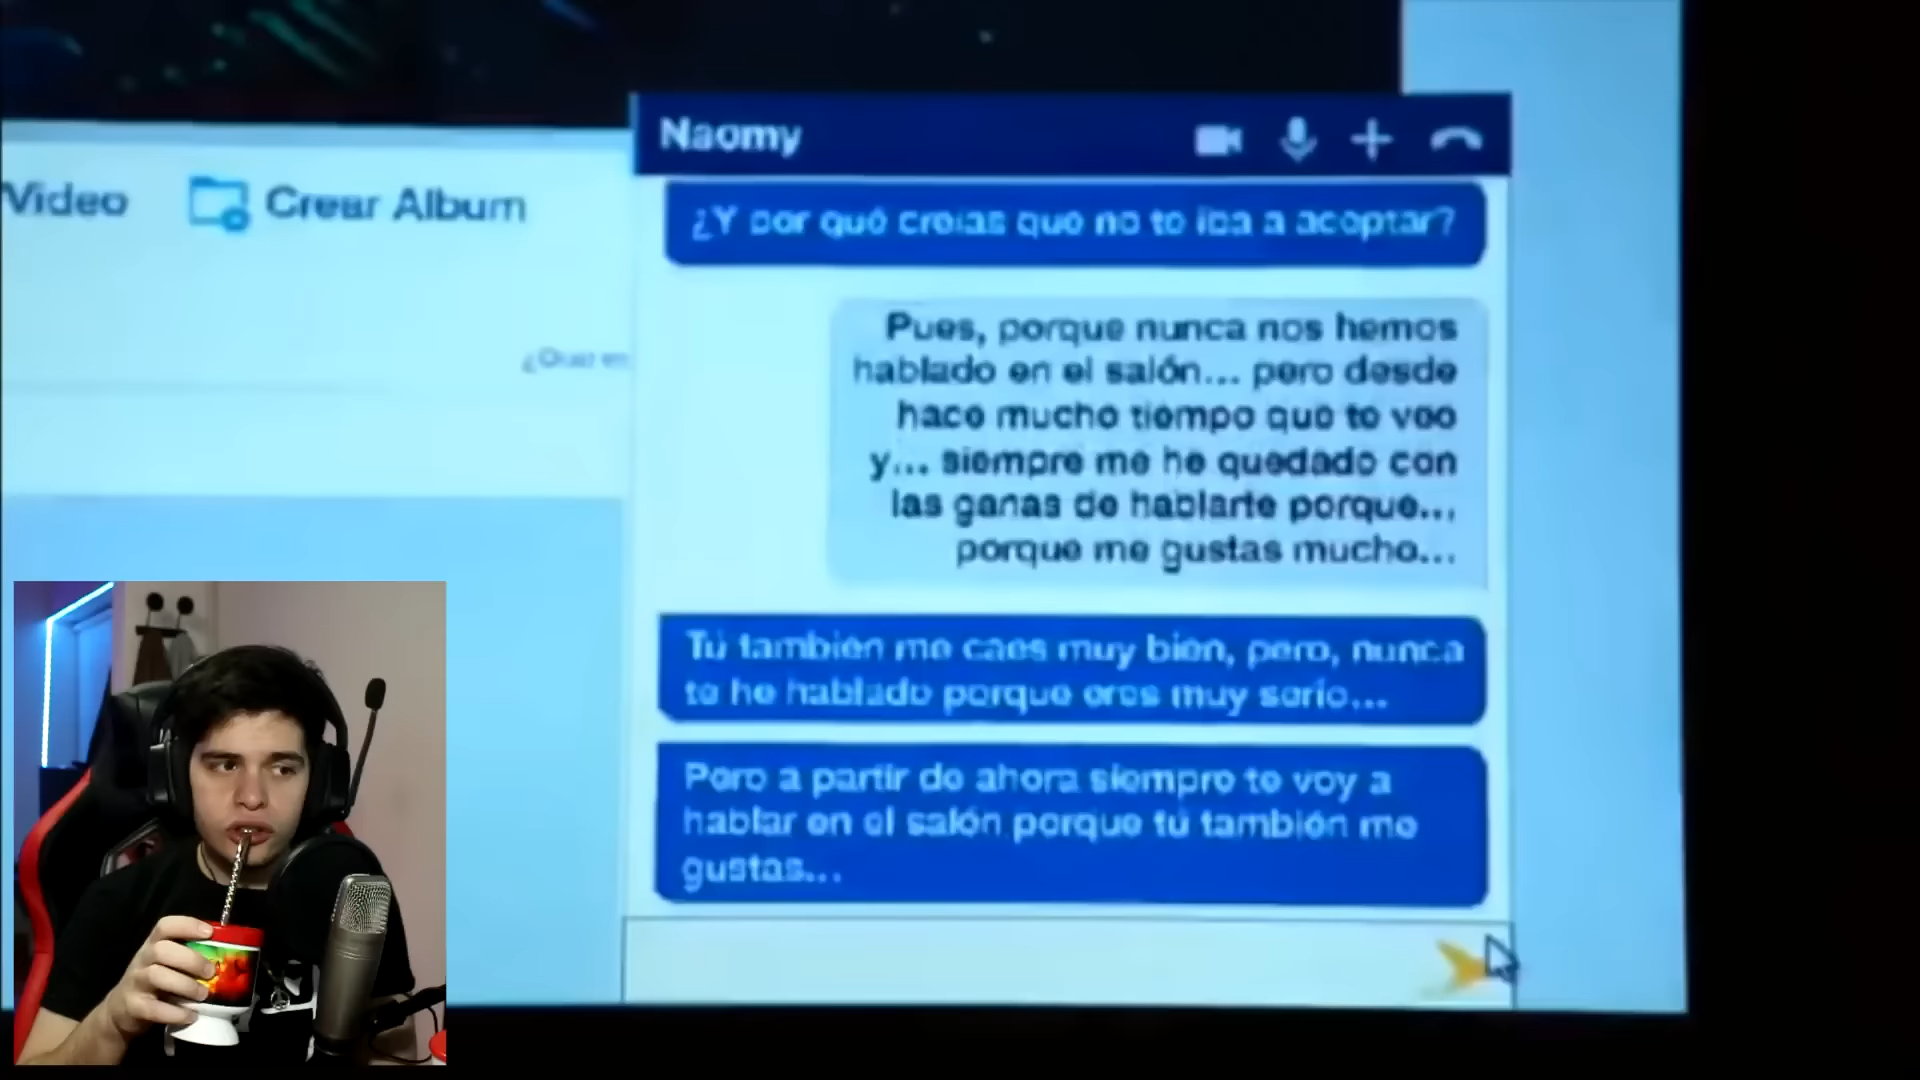 Naomy
Video
Crear Album
¿Y por qué creías que no te iba a aceptar?
Pues, porque nunca nos hemos
hablado en el salón... pero desde
hace mucho tiempo que te veo
y... siempre me he quedado con
las ganas de hablarte porque...
porque me gustas mucho...
Tú también me caes muy bien, pero, nunca
te he hablado porque eres muy serio...
Pero a partir de ahora siempre te voy a
hablar en el salón porque tú también me
gustas...